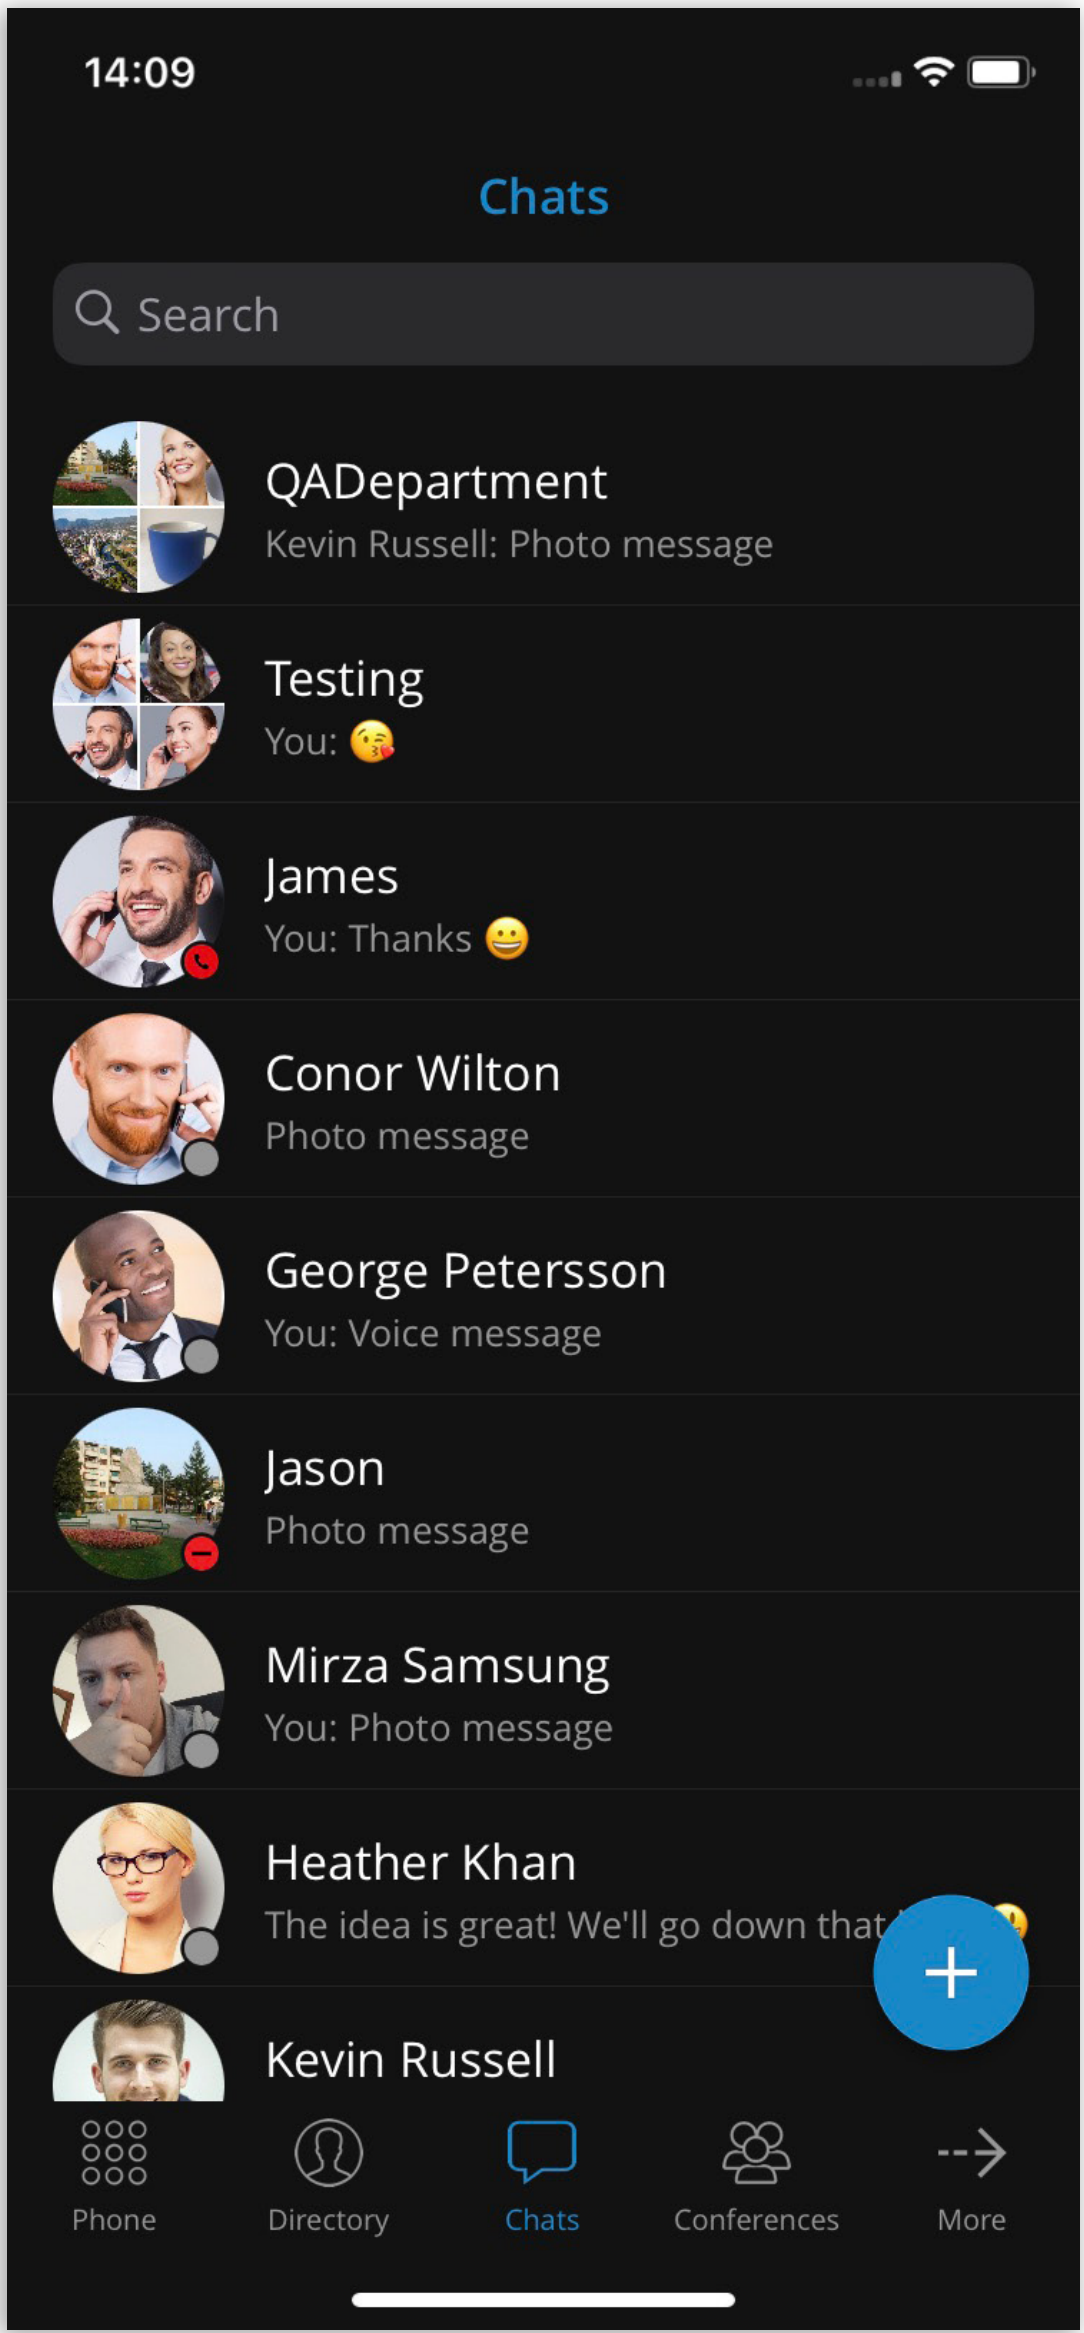 14:09
Chats
Search
QADepartment
Kevin Russell: Photo message
Testing
You: 😘
James
You: Thanks 😀
Conor Wilton
Photo message
George Petersson
You: Voice message
Jason
Photo message
Mirza Samsung
You: Photo message
Heather Khan
The idea is great! We'll go down that
Kevin Russell
Phone
Directory
Chats
Conferences
More